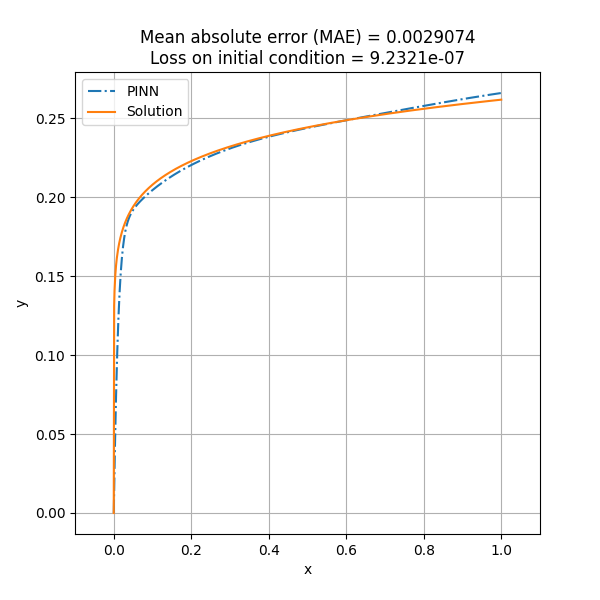 Mean absolute error (MAE) = 0.0029074
Loss on initial condition = 9.2321e-07
PINN
Solution
y
0.25
0.20
0.15
0.10
0.05
0.00
0.0 0.2 0.4 0.6 0.8 1.0
x